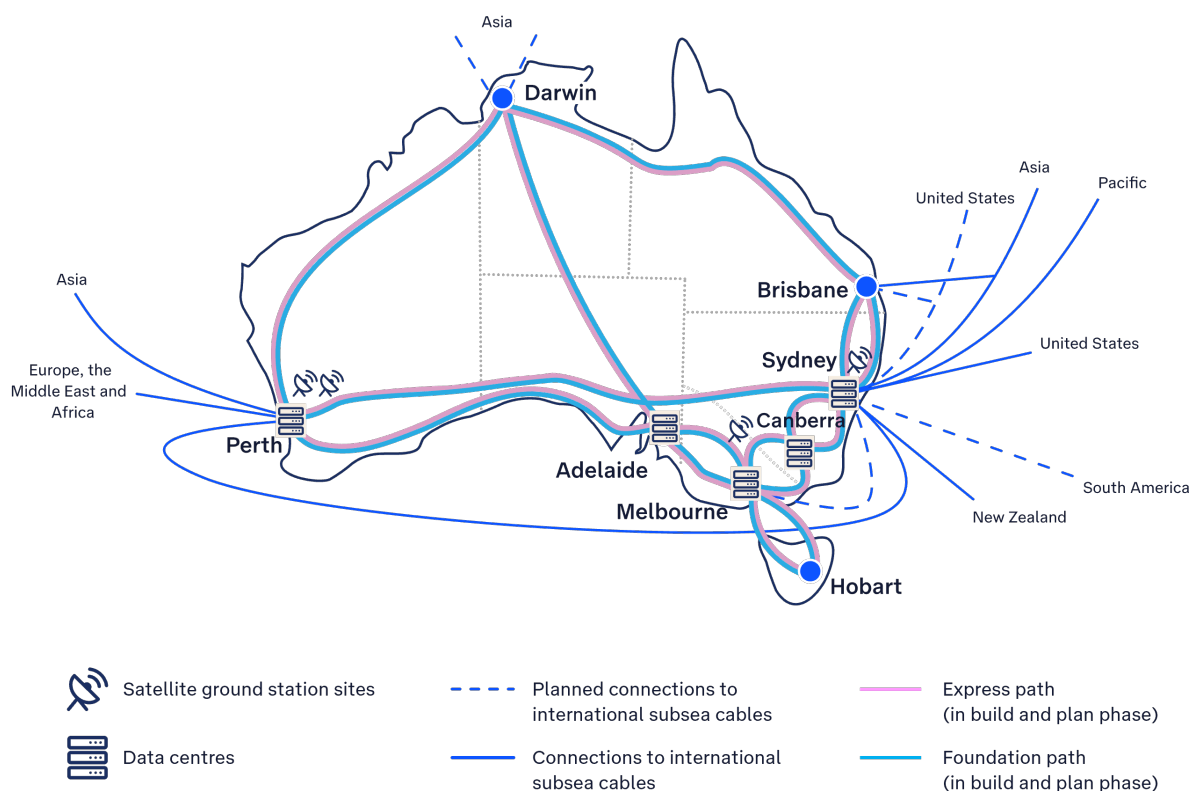 Asia
Darwin
Asia
Pacific
United States
Asia
Brisbane
Sydney
United States
Europe, the
Middle East and
Africa
Canberra
Perth
Adelaide
Melbourne
South America
New Zealand
Hobart
Satellite ground station sites
Planned connections to
international subsea cables
Express path
(in build and plan phase)
Data centres
Connections to international
subsea cables
Foundation path
(in build and plan phase)